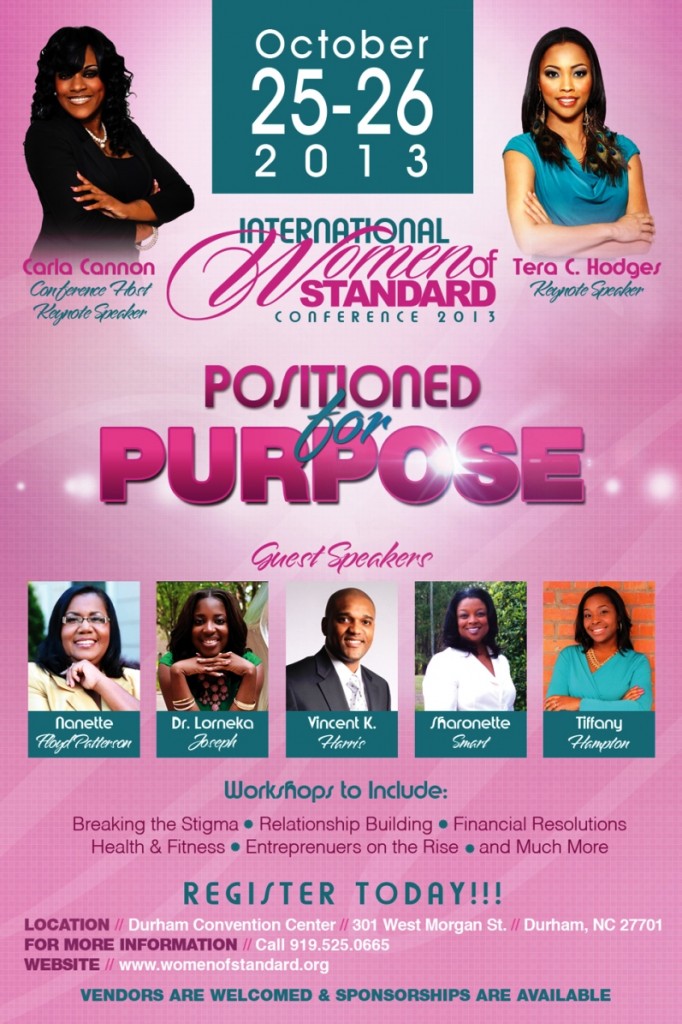 October
25-26
2013
INTERNATIONAL
Women of
STANDARD
CONFERENCE 2013
Carla Cannon
Conference Host
Keynote Speaker
Tera C. Hodges
Keynote Speaker
POSITIONED
for
PURPOSE
Guest Speakers
Nanette
Floyd Patterson
Dr. Lorneka
Joseph
Vincent K.
Harris
Sharonette
Smart
Tiffany
Hampton
Workshops to Include:
Breaking the Stigma • Relationship Building • Financial Resolutions
Health & Fitness • Entreprenuers on the Rise • and Much More
REGISTER TODAY!!!
LOCATION // Durham Convention Center // 301 West Morgan St. // Durham, NC 27701
FOR MORE INFORMATION // Call 919.525.0665
WEBSITE // www.womenofstandard.org
VENDORS ARE WELCOMED & SPONSORSHIPS ARE AVAILABLE